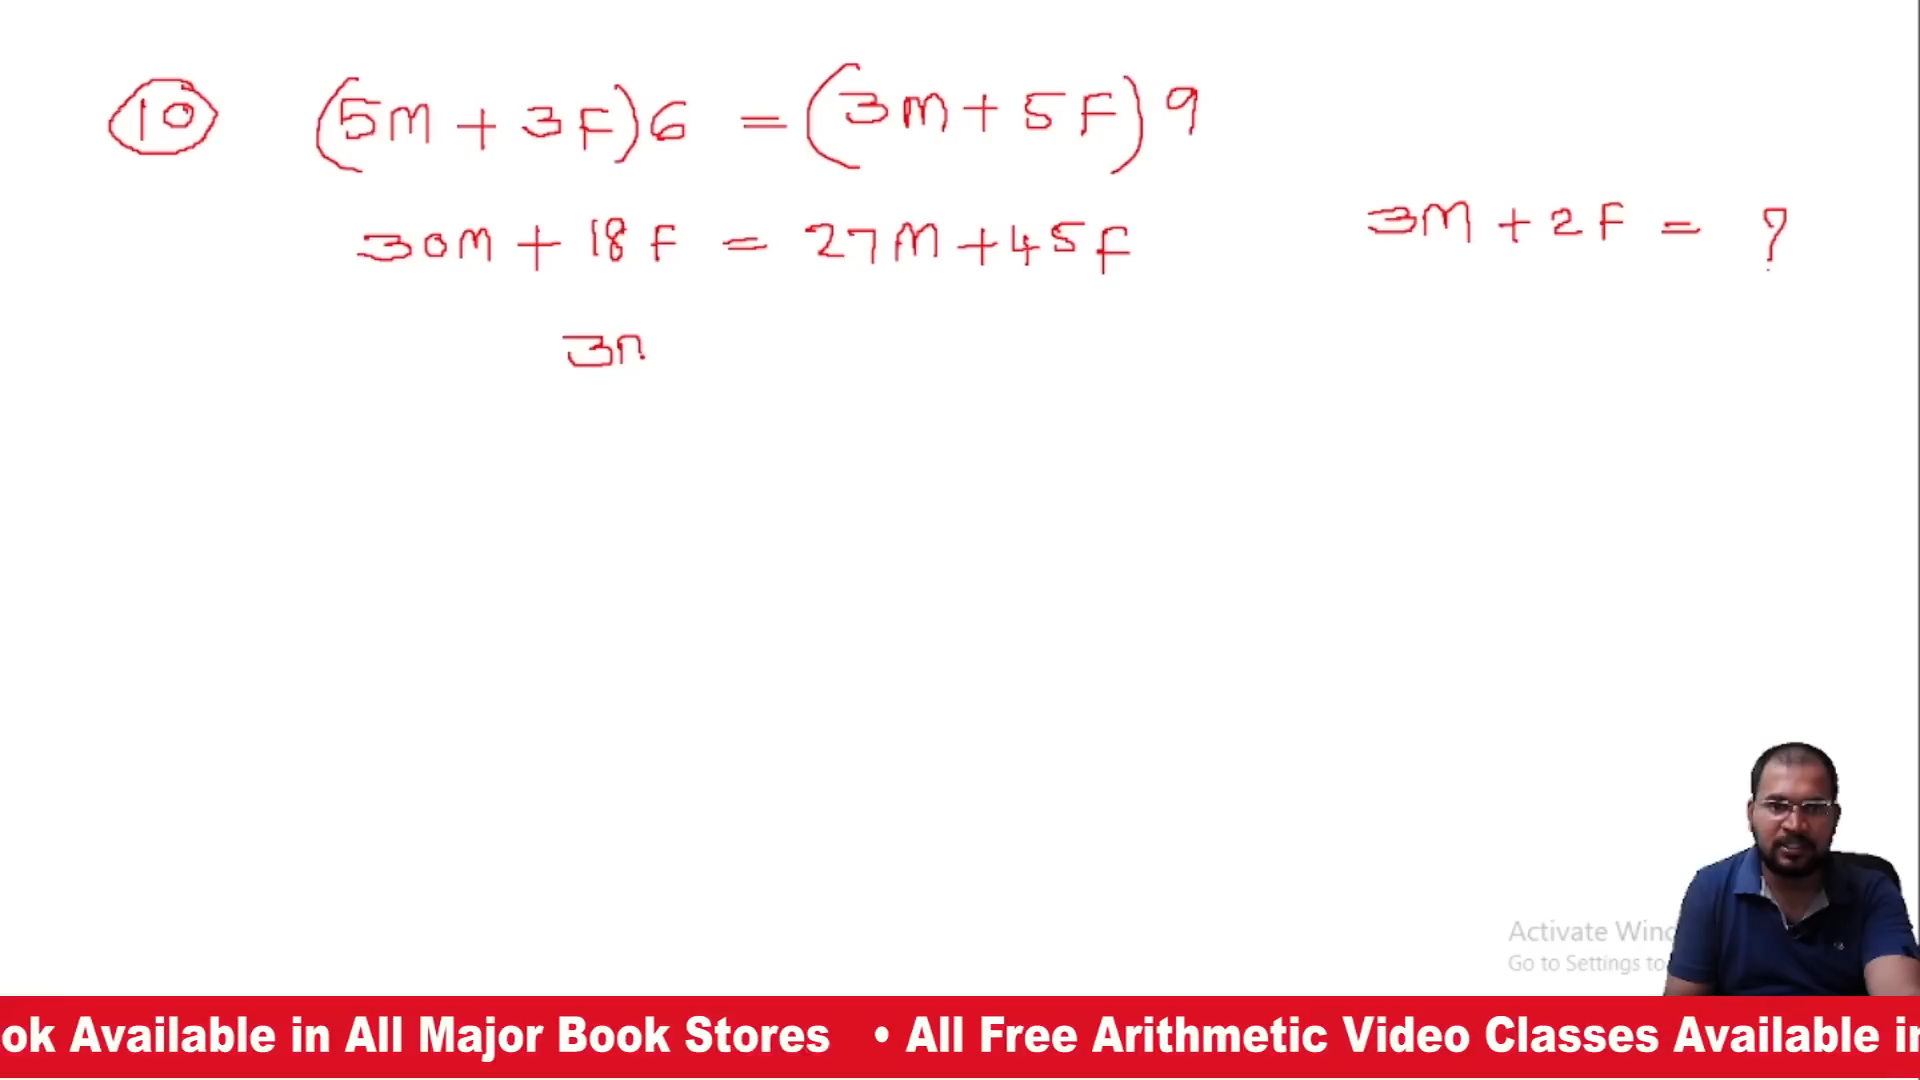 10 (5M + 3F)6 = (3M + 5F)9
30M + 18F = 27M + 45F
3M + 2F = ?
3
Activate Wind
Go to Settings to
ok Available in All Major Book Stores • All Free Arithmetic Video Classes Available in